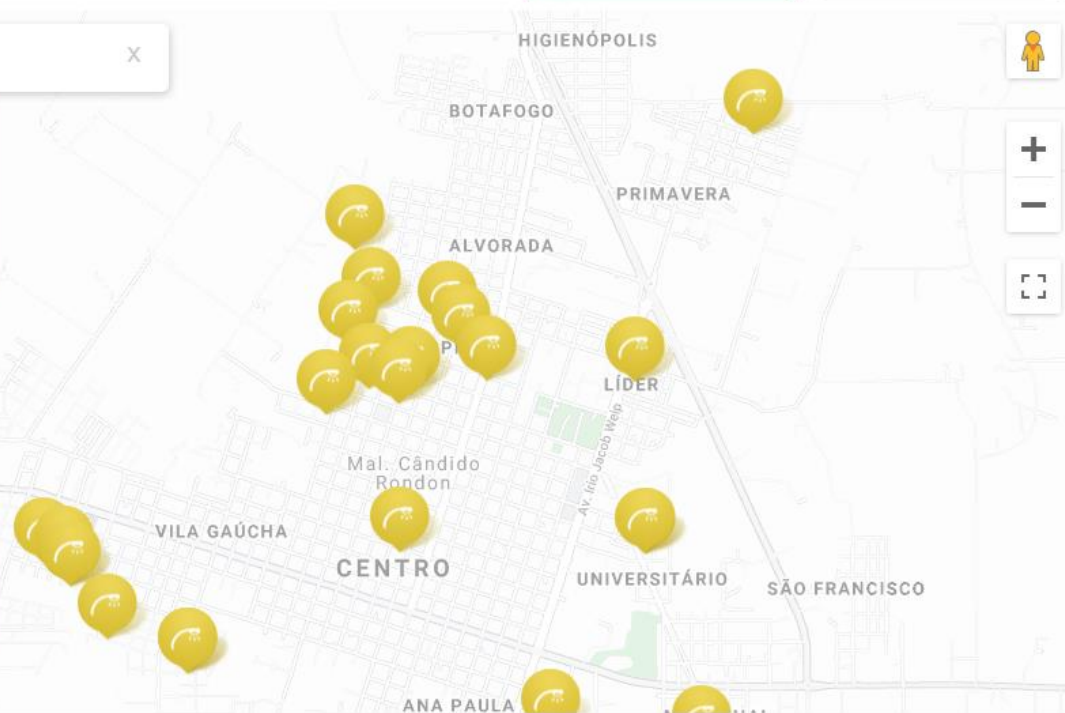 X
HIGIENÓPOLIS
BOTAFOGO
PRIMAVERA
ALVORADA
LÍDER
Av. Irio Jacob Welp
Mal. Cândido
Rondon
VILA GAÚCHA
CENTRO
UNIVERSITÁRIO
SÃO FRANCISCO
ANA PAULA